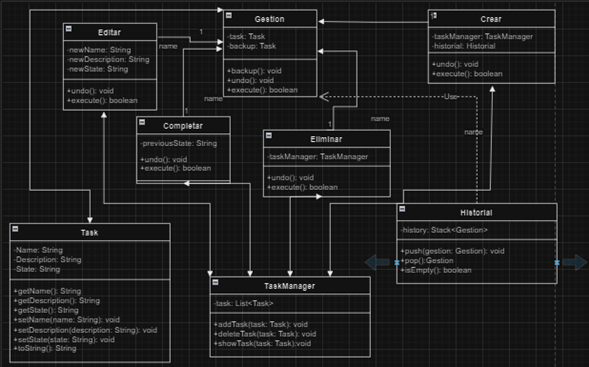 Editar
-newName: String
-newDescription: String
-newState: String
+undo(): void
+execute(): boolean
1
name
Gestion
-task: Task
-backup: Task
+backup(): void
+undo(): void
+execute(): boolean
Crear
-taskManager: TaskManager
-historial: Historial
+undo(): void
+execute(): boolean
Use
name
1
Completar
-previousState: String
+undo(): void
+execute(): boolean
name
1
Eliminar
-taskManager: TaskManager
+undo(): void
+execute(): boolean
name
Historial
-history: Stack<Gestion>
+push(gestion: Gestion): void
+pop():Gestion
+isEmpty(): boolean
Task
-Name: String
-Description: String
-State: String
+getName(): String
+getDescription(): String
+getState(): String
+setName(name: String): void
+setDescription(description: String): void
+setState(state: String): void
+toString(): String
TaskManager
-task: List<Task>
+addTask(task: Task): void
+deleteTask(task: Task): void
+showTask(task: Task):void